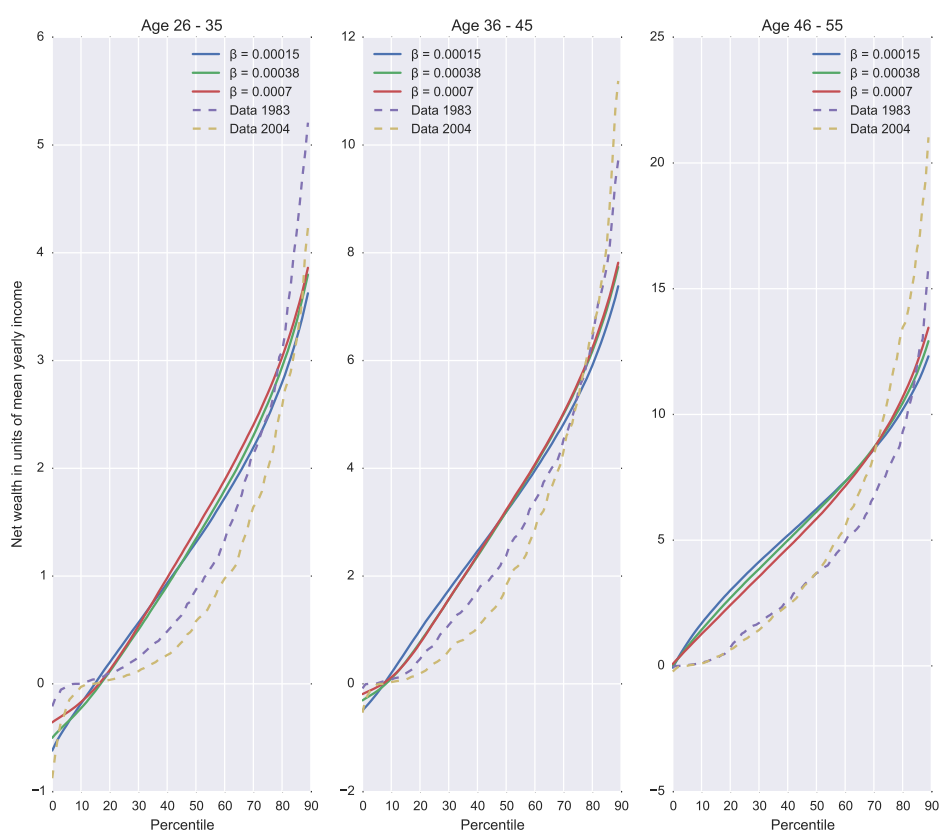 Age 26 - 35
Age 36 - 45
Age 46 - 55
Net wealth in units of mean yearly income
6
5
4
3
2
1
0
−1
β = 0.00015
β = 0.00038
β = 0.0007
Data 1983
Data 2004
0 10 20 30 40 50 60 70 80 90
Percentile
12
10
8
6
4
2
0
−2
β = 0.00015
β = 0.00038
β = 0.0007
Data 1983
Data 2004
0 10 20 30 40 50 60 70 80 90
Percentile
25
20
15
10
5
0
−5
β = 0.00015
β = 0.00038
β = 0.0007
Data 1983
Data 2004
0 10 20 30 40 50 60 70 80 90
Percentile